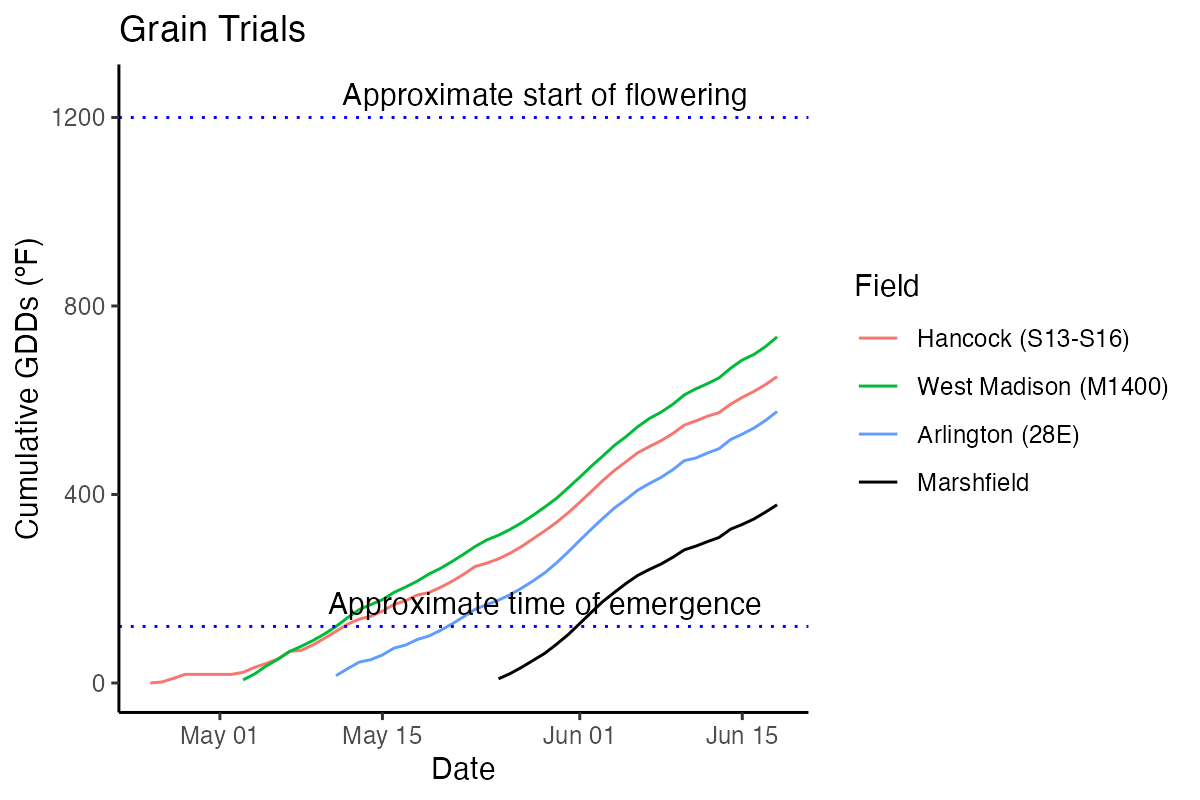 Grain Trials
Approximate start of flowering
1200
800
400
0
Cumulative GDDs (°F)
Approximate time of emergence
May 01
May 15
Jun 01
Jun 15
Date
Field
Hancock (S13-S16)
West Madison (M1400)
Arlington (28E)
Marshfield